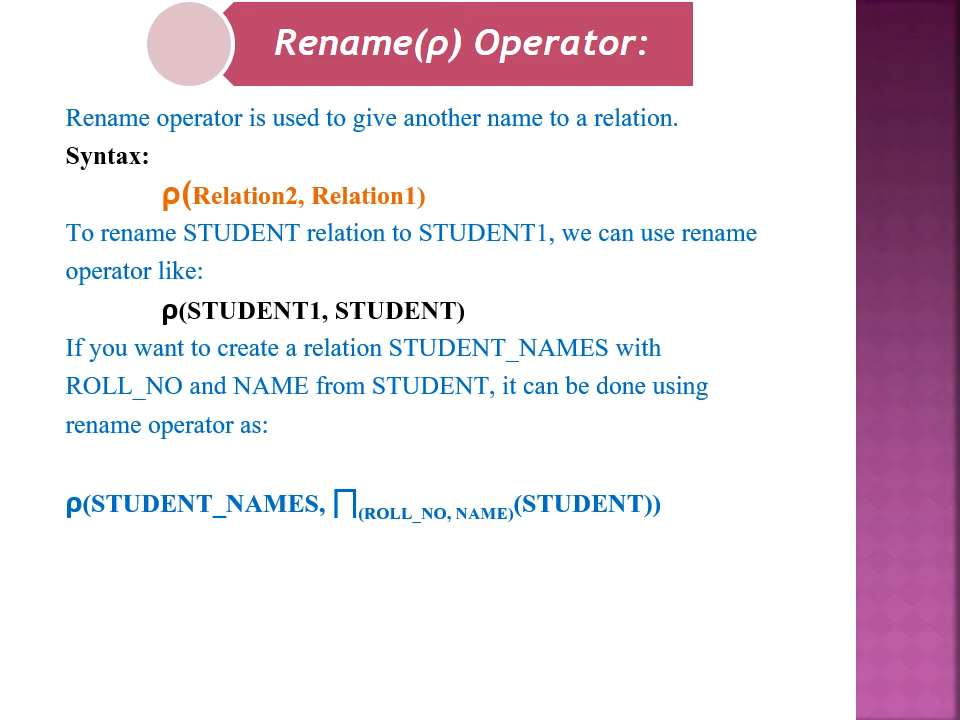 Rename(ρ) Operator:
Rename operator is used to give another name to a relation.
Syntax:
ρ(Relation2, Relation1)
To rename STUDENT relation to STUDENT1, we can use rename
operator like:
ρ(STUDENT1, STUDENT)
If you want to create a relation STUDENT_NAMES with
ROLL_NO and NAME from STUDENT, it can be done using
rename operator as:
ρ(STUDENT_NAMES, ∏(ROLL_NO, NAME)(STUDENT))